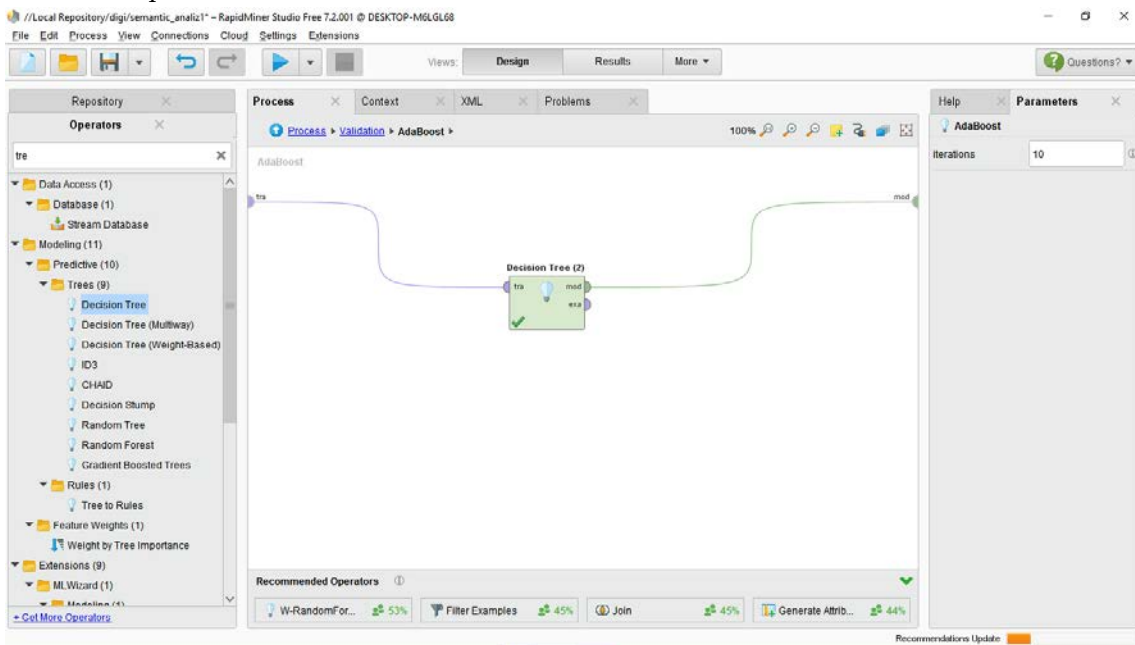 //Local Repository/digi/semantic_analiz1* – RapidMiner Studio Free 7.2.001 @ DESKTOP-M6LGL68
File Edit Process View Connections Cloud Settings Extensions
Views: Design Results More
Questions?
Repository
Operators
tre
Data Access (1)
Database (1)
Stream Database
Modeling (11)
Predictive (10)
Trees (9)
Decision Tree
Decision Tree (Multiway)
Decision Tree (Weight-Based)
ID3
CHAID
Decision Stump
Random Tree
Random Forest
Gradient Boosted Trees
Rules (1)
Tree to Rules
Feature Weights (1)
Weight by Tree Importance
Extensions (9)
MLWizard (1)
Modeling (1)
+ Get More Operators
Process Context XML Problems
Process Validation AdaBoost
100%
AdaBoost
tra
mod
Decision Tree (2)
tra mod
exa
Recommended Operators
W-RandomFor... 53% Filter Examples 45% Join 45% Generate Attrib... 44%
Recommendations Update
Help Parameters
AdaBoost
iterations 10